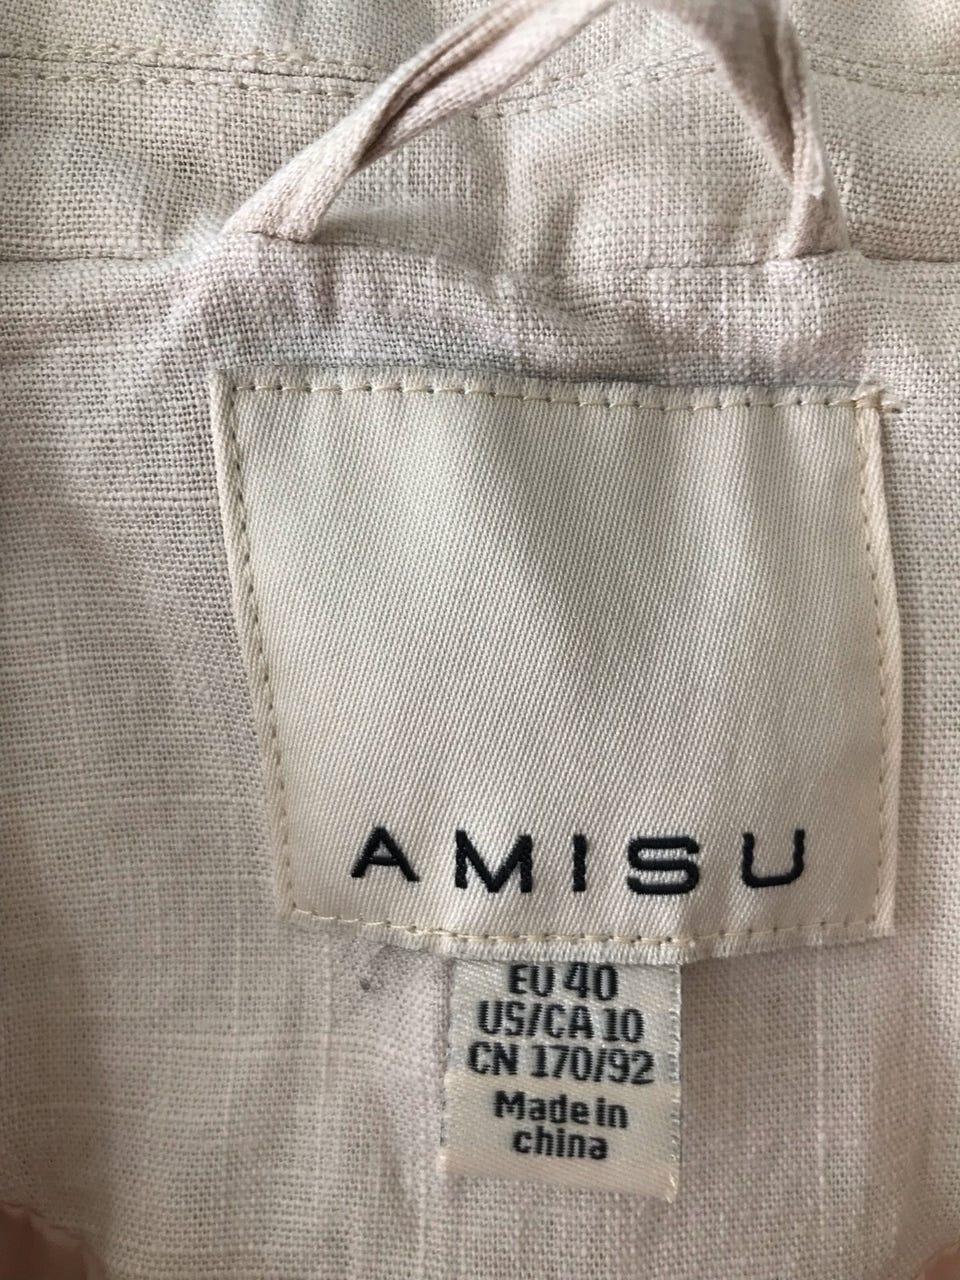 AMISU
EU 40
US/CA 10
CN 170/92
Made in
china